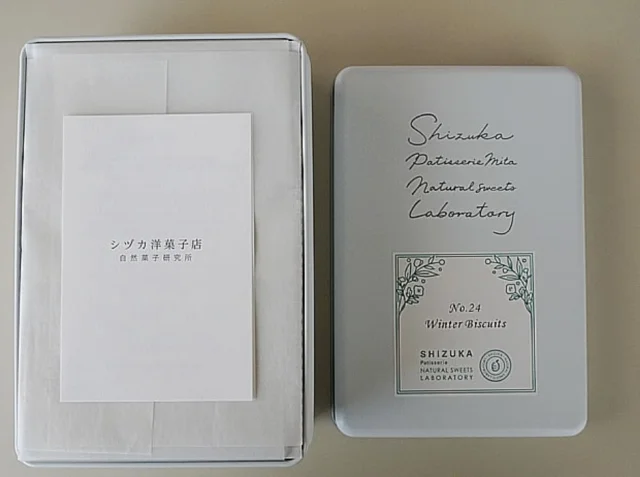 シヅカ洋菓子店
自然菓子研究所
Shizuka
Patisserie Mita
Natural sweets
Laboratory
No.24
Winter Biscuits
SHIZUKA
Patisserie
NATURAL SWEETS
LABORATORY